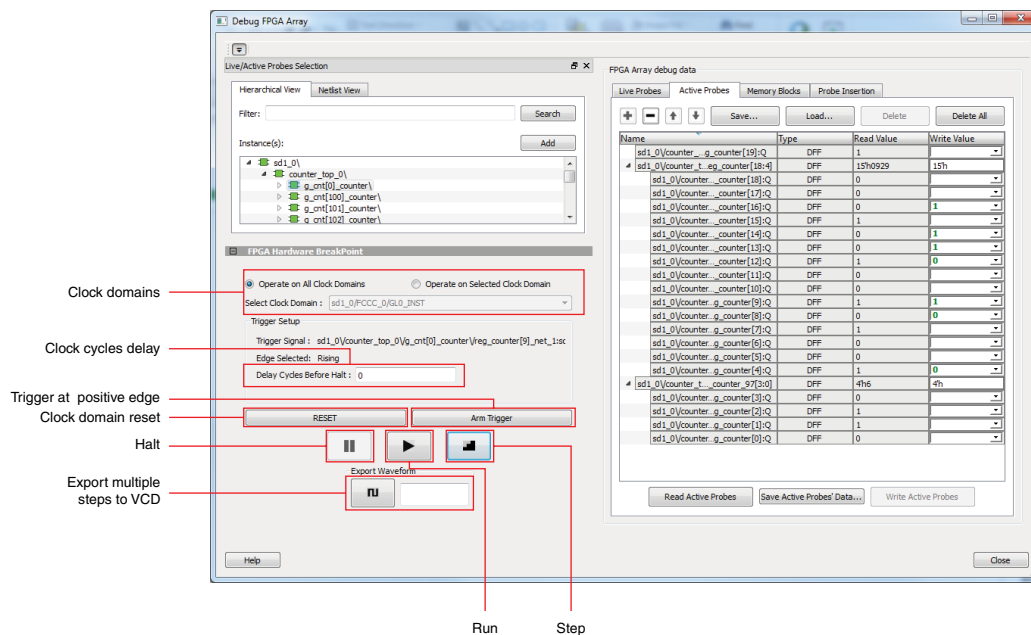 Debug FPGA Array
Live/Active Probes Selection
Hierarchical View
Netlist View
Filter:
Search
Instance(s):
Add
sd1_0\
counter_top_0\
g_cnt[0]_counter\
g_cnt[100]_counter\
g_cnt[101]_counter\
g_cnt[102]_counter\
FPGA Hardware BreakPoint
Operate on All Clock Domains
Operate on Selected Clock Domain
Select Clock Domain : sd1_0/FCCC_0/GL0_INST
Trigger Setup
Trigger Signal : sd1_0\/counter_top_0\/g_cnt[0]_counter\/reg_counter[9]_net_1:sd
Edge Selected: Rising
Delay Cycles Before Halt : 0
RESET
Arm Trigger
Export Waveform
Help
FPGA Array debug data
Live Probes
Active Probes
Memory Blocks
Probe Insertion
Save...
Load...
Delete
Delete All
Name Type Read Value Write Value
sd1_0\/counter_...g_counter[19]:Q DFF 1
sd1_0\/counter_t...eg_counter[18:4] DFF 15'h0929 15'h
sd1_0\/counter..._counter[18]:Q DFF 0
sd1_0\/counter..._counter[17]:Q DFF 0
sd1_0\/counter..._counter[16]:Q DFF 0 1
sd1_0\/counter..._counter[15]:Q DFF 1
sd1_0\/counter..._counter[14]:Q DFF 0 1
sd1_0\/counter..._counter[13]:Q DFF 0 1
sd1_0\/counter..._counter[12]:Q DFF 1 0
sd1_0\/counter..._counter[11]:Q DFF 0
sd1_0\/counter..._counter[10]:Q DFF 0
sd1_0\/counter...g_counter[9]:Q DFF 1 1
sd1_0\/counter...g_counter[8]:Q DFF 0 0
sd1_0\/counter...g_counter[7]:Q DFF 1
sd1_0\/counter...g_counter[6]:Q DFF 0
sd1_0\/counter...g_counter[5]:Q DFF 0
sd1_0\/counter...g_counter[4]:Q DFF 1 0
sd1_0\/counter_t..._counter_97[3:0] DFF 4'h6 4'h
sd1_0\/counter...g_counter[3]:Q DFF 0
sd1_0\/counter...g_counter[2]:Q DFF 1
sd1_0\/counter...g_counter[1]:Q DFF 1
sd1_0\/counter...g_counter[0]:Q DFF 0
Read Active Probes
Save Active Probes' Data...
Write Active Probes
Close
Clock domains
Clock cycles delay
Trigger at positive edge
Clock domain reset
Halt
Export multiple
steps to VCD
Run
Step